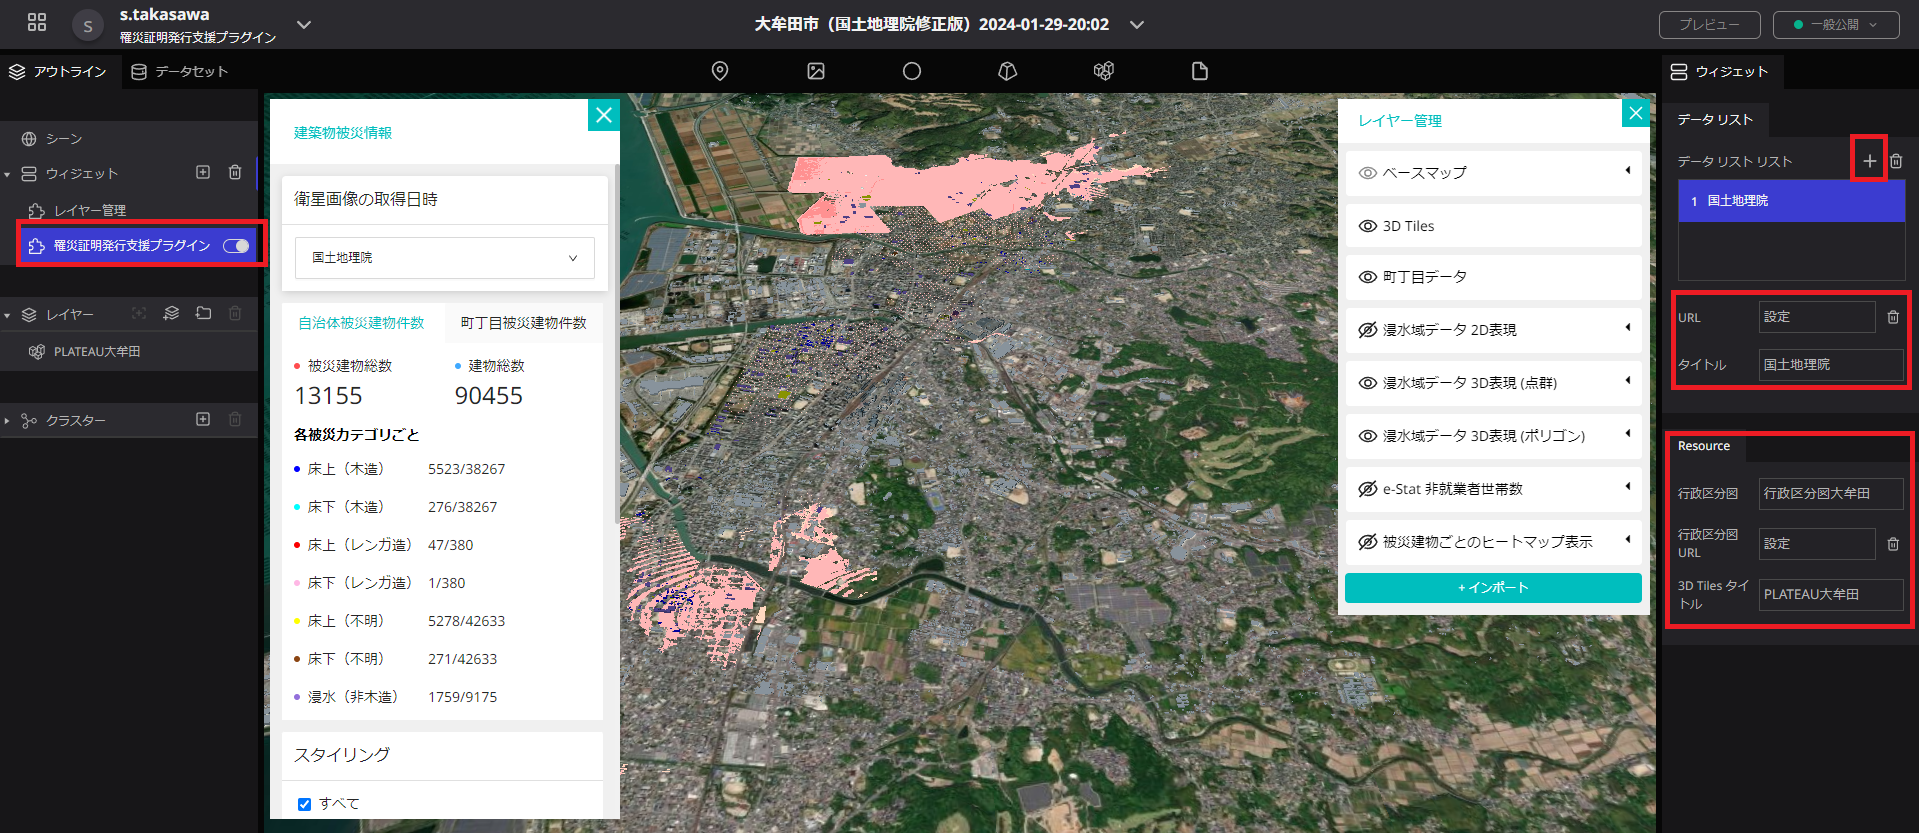 s.takasawa
S
罹災証明発行支援プラグイン
大牟田市（国土地理院修正版）2024-01-29-20:02
プレビュー
一般公開
アウトライン
データセット
シーン
ウィジェット
レイヤー管理
罹災証明発行支援プラグイン
レイヤー
PLATEAU大牟田
クラスター
建築物被災情報
衛星画像の取得日時
国土地理院
自治体被災建物件数
町丁目被災建物件数
被災建物総数
建物総数
13155
90455
各被災カテゴリごと
床上（木造） 5523/38267
床下（木造） 276/38267
床上（レンガ造） 47/380
床下（レンガ造） 1/380
床上（不明） 5278/42633
床下（不明） 271/42633
浸水（非木造） 1759/9175
スタイリング
すべて
レイヤー管理
ベースマップ
3D Tiles
町丁目データ
浸水域データ 2D表現
浸水域データ 3D表現 (点群)
浸水域データ 3D表現 (ポリゴン)
e-Stat 非就業者世帯数
被災建物ごとのヒートマップ表示
+ インポート
ウィジェット
データリスト
データリストリスト
1 国土地理院
URL 設定
タイトル 国土地理院
Resource
行政区分図 行政区分図大牟田
行政区分図
URL
設定
3D Tiles タイ
トル
PLATEAU大牟田